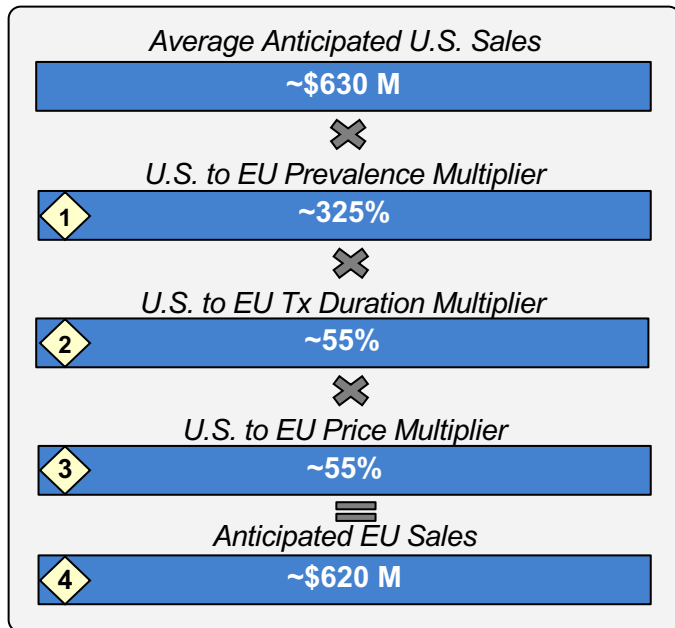 Average Anticipated U.S. Sales
~$630 M
U.S. to EU Prevalence Multiplier
1
~325%
U.S. to EU Tx Duration Multiplier
2
~55%
U.S. to EU Price Multiplier
3
~55%
Anticipated EU Sales
4
~$620 M